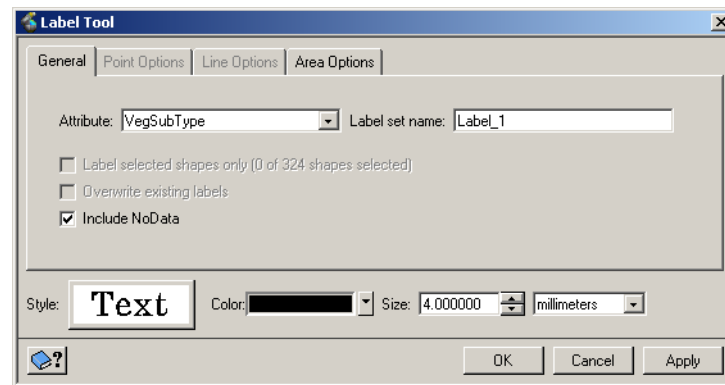 Label Tool
General Point Options Line Options Area Options
Attribute: VegSubType Label set name: Label_1
Label selected shapes only (0 of 324 shapes selected)
Overwrite existing labels
Include NoData
Style: Text Color: Size: 4.000000 millimeters
? OK Cancel Apply